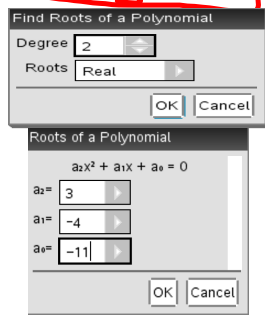 Find Roots of a Polynomial
Degree 2
Roots Real
OK Cancel
Roots of a Polynomial
a₂x² + a₁x + a₀ = 0
a₂= 3
a₁= -4
a₀= -11
OK Cancel